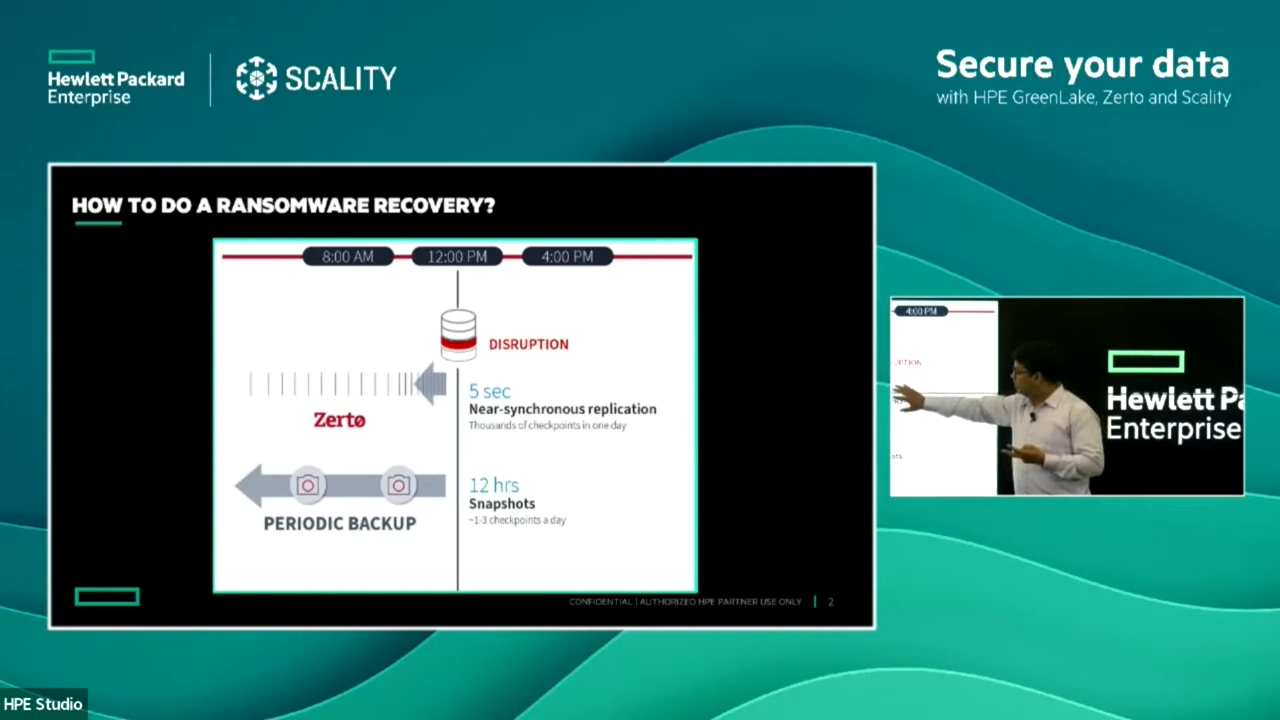 Hewlett Packard
Enterprise
SCALITY
Secure your data
with HPE GreenLake, Zerto and Scality
HOW TO DO A RANSOMWARE RECOVERY?
8:00 AM
12:00 PM
4:00 PM
DISRUPTION
5 sec
Near-synchronous replication
Thousands of checkpoints in one day
Zertø
12 hrs
Snapshots
~1-3 checkpoints a day
PERIODIC BACKUP
CONFIDENTIAL | AUTHORIZED HPE PARTNER USE ONLY
2
4:00 PM
UPTION
ots
Hewlett Pa
Enterprise
HPE Studio